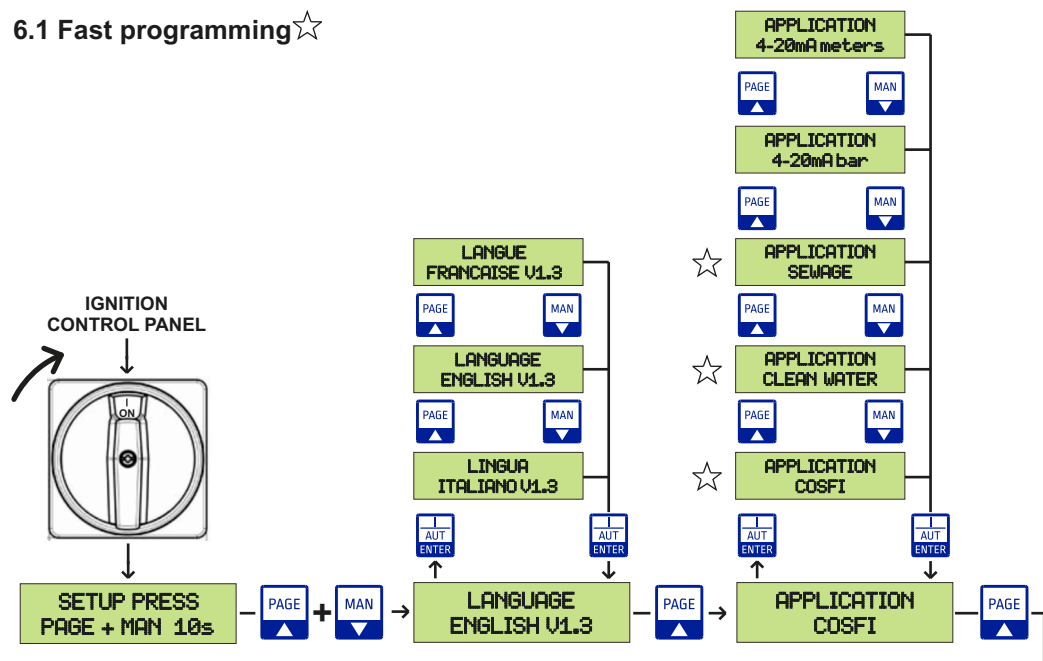 6.1 Fast programming
APPLICATION
4-20mA meters
PAGE
MAN
APPLICATION
4-20mA bar
PAGE
MAN
LANGUE
FRANCAISE V1.3
APPLICATION
SEWAGE
PAGE
MAN
PAGE
MAN
IGNITION
CONTROL PANEL
LANGUAGE
ENGLISH V1.3
APPLICATION
CLEAN WATER
I
ON
PAGE
MAN
PAGE
MAN
LINGUA
ITALIANO V1.3
APPLICATION
COSFI
I
AUT
ENTER
I
AUT
ENTER
I
AUT
ENTER
I
AUT
ENTER
SETUP PRESS
PAGE + MAN 10s
PAGE
+
MAN
LANGUAGE
ENGLISH V1.3
PAGE
APPLICATION
COSFI
PAGE